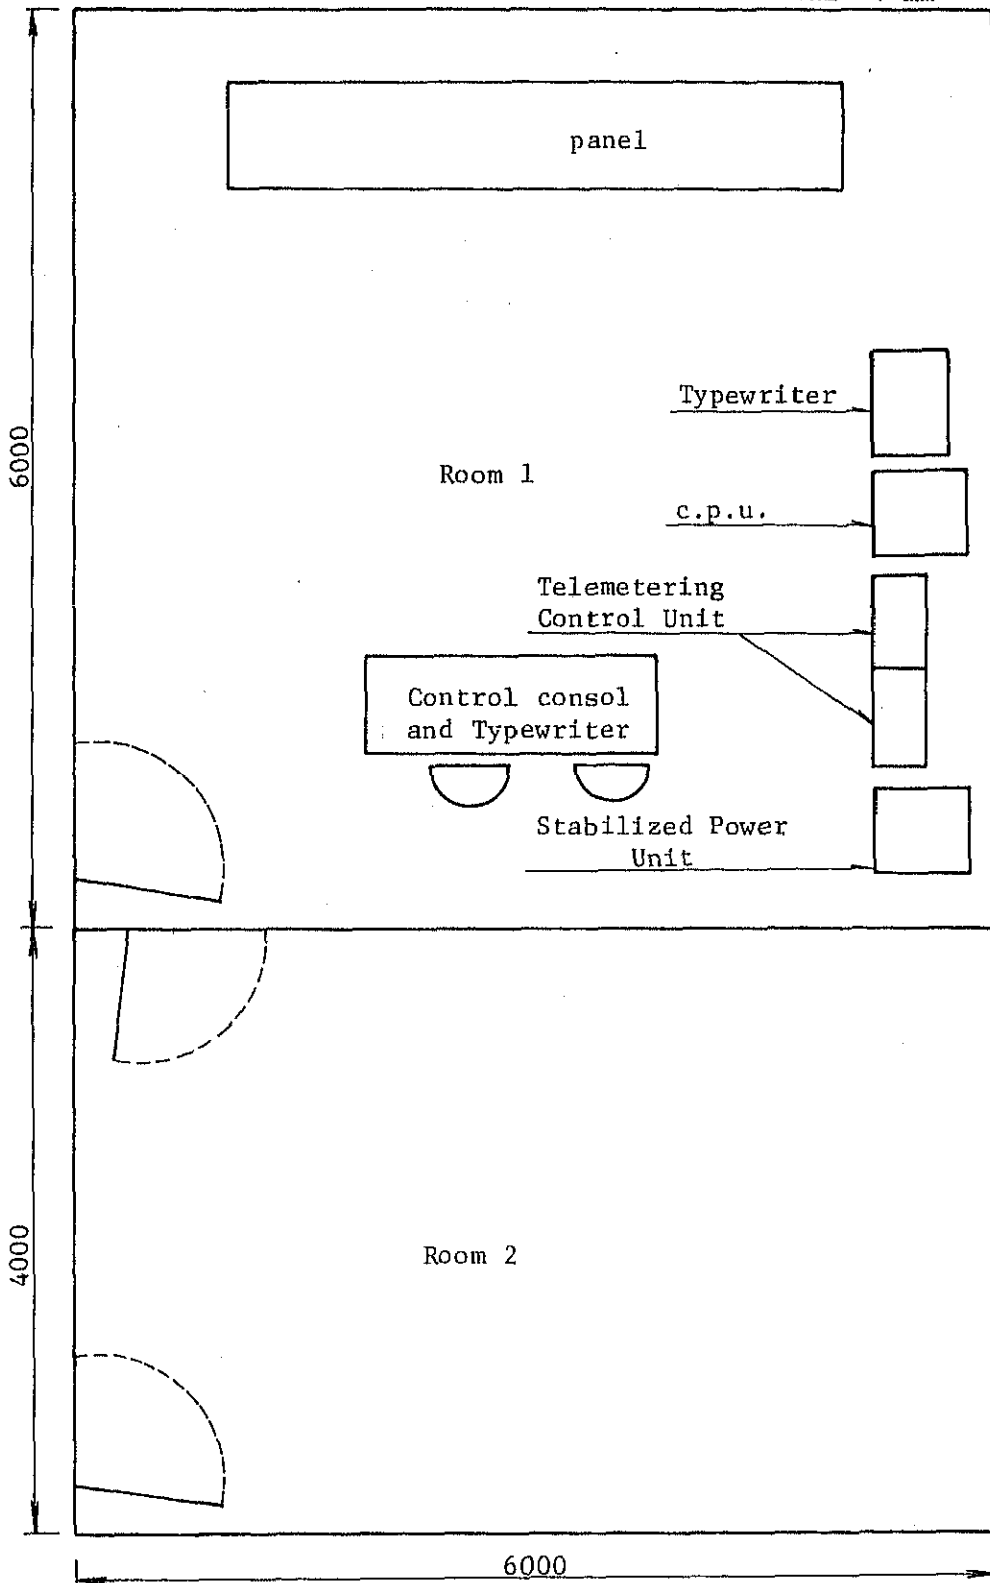 panel
Typewriter
6000
Room 1
c.p.u.
Telemetering
Control Unit
Control consol
and Typewriter
Stabilized Power
Unit
4000
Room 2
6000